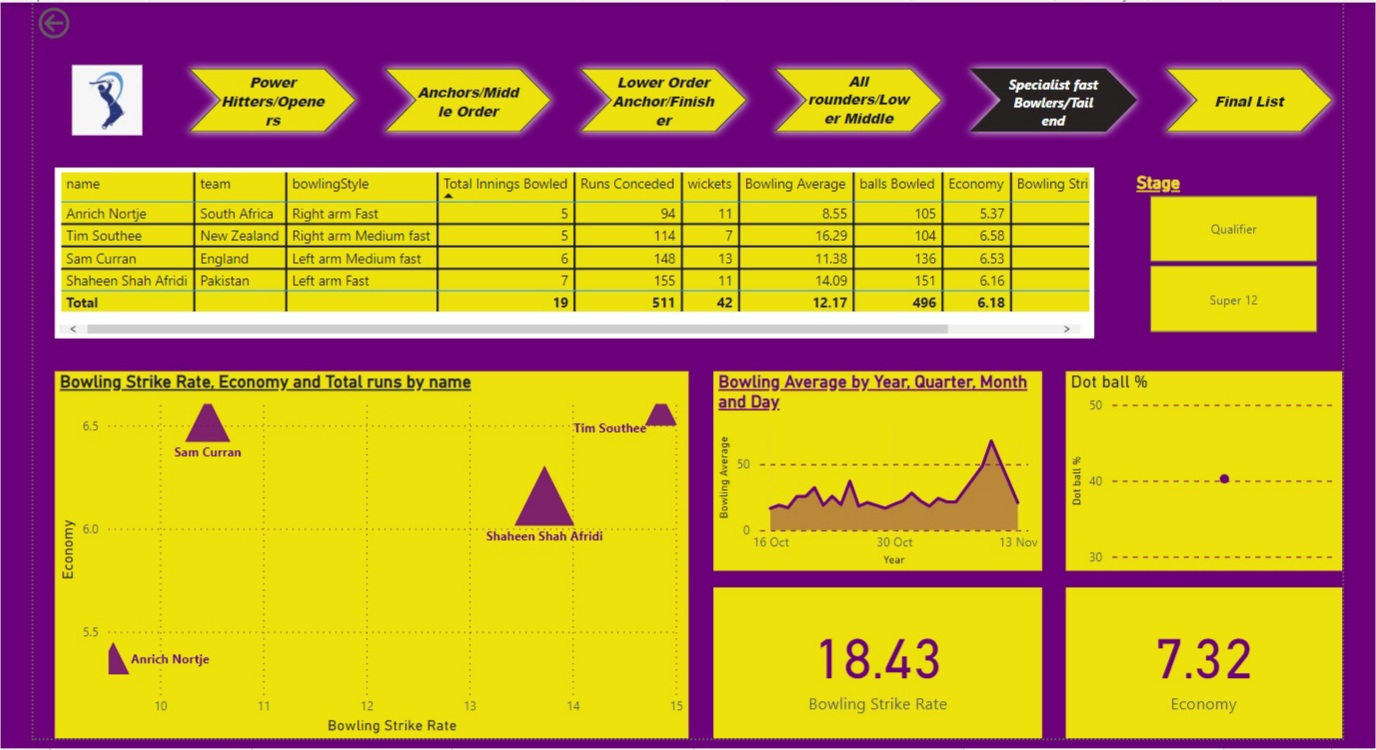 Power
Hitters/Opene
rs
Anchors/Midd
le Order
Lower Order
Anchor/Finish
er
All
rounders/Low
er Middle
Specialist fast
Bowlers/Tail
end
Final List
name team bowlingStyle Total Innings Bowled Runs Conceded wickets Bowling Average balls Bowled Economy Bowling Stri
Anrich Nortje South Africa Right arm Fast 5 94 11 8.55 105 5.37
Tim Southee New Zealand Right arm Medium fast 5 114 7 16.29 104 6.58
Sam Curran England Left arm Medium fast 6 148 13 11.38 136 6.53
Shaheen Shah Afridi Pakistan Left arm Fast 7 155 11 14.09 151 6.16
Total 19 511 42 12.17 496 6.18
Stage
Qualifier
Super 12
Bowling Strike Rate, Economy and Total runs by name
Economy
6.5
6.0
5.5
Sam Curran
Tim Southee
Shaheen Shah Afridi
Anrich Nortje
10 11 12 13 14 15
Bowling Strike Rate
Bowling Average by Year, Quarter, Month
and Day
Bowling Average
50
0
16 Oct 30 Oct 13 Nov
Year
Dot ball %
Dot ball %
50
40
30
18.43
Bowling Strike Rate
7.32
Economy